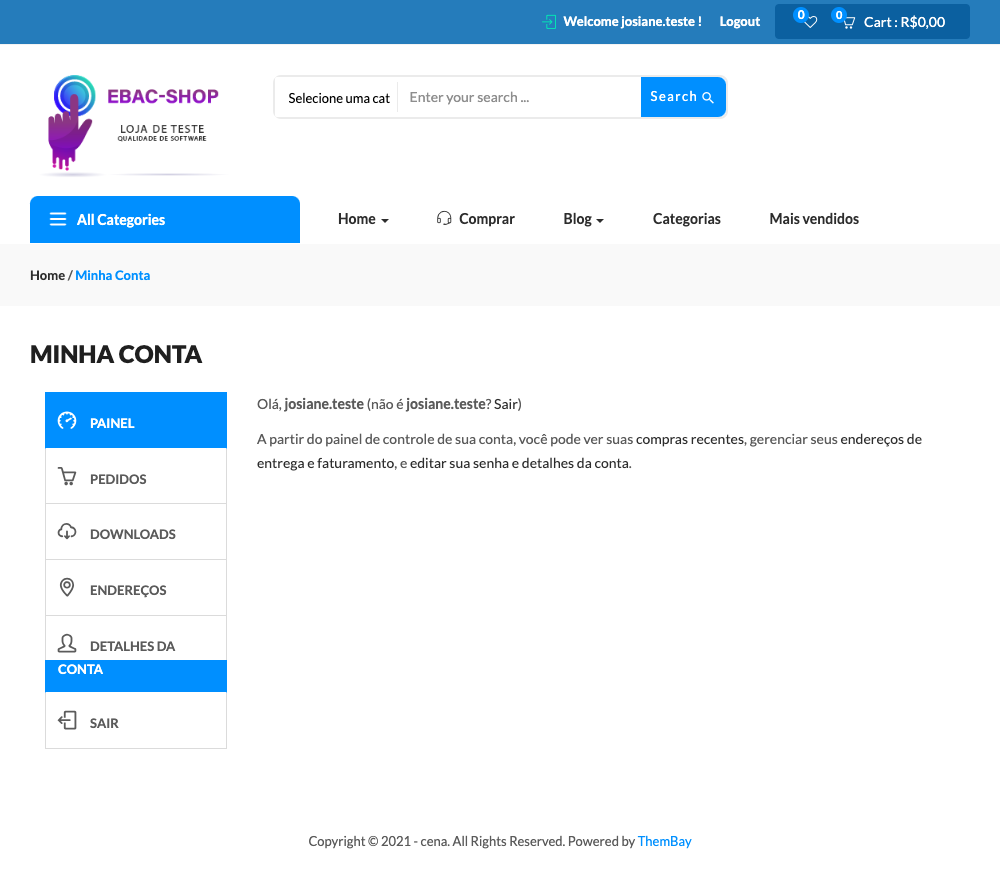 Welcome josiane.teste ! Logout 0 0 Cart : R$0,00
EBAC-SHOP
LOJA DE TESTE
QUALIDADE DE SOFTWARE
Selecione uma cat Enter your search ... Search
All Categories Home Comprar Blog Categorias Mais vendidos
Home / Minha Conta
MINHA CONTA
PAINEL
PEDIDOS
DOWNLOADS
ENDEREÇOS
DETALHES DA
CONTA
SAIR
Olá, josiane.teste (não é josiane.teste? Sair)
A partir do painel de controle de sua conta, você pode ver suas compras recentes, gerenciar seus endereços de
entrega e faturamento, e editar sua senha e detalhes da conta.
Copyright © 2021 - cena. All Rights Reserved. Powered by ThemBay